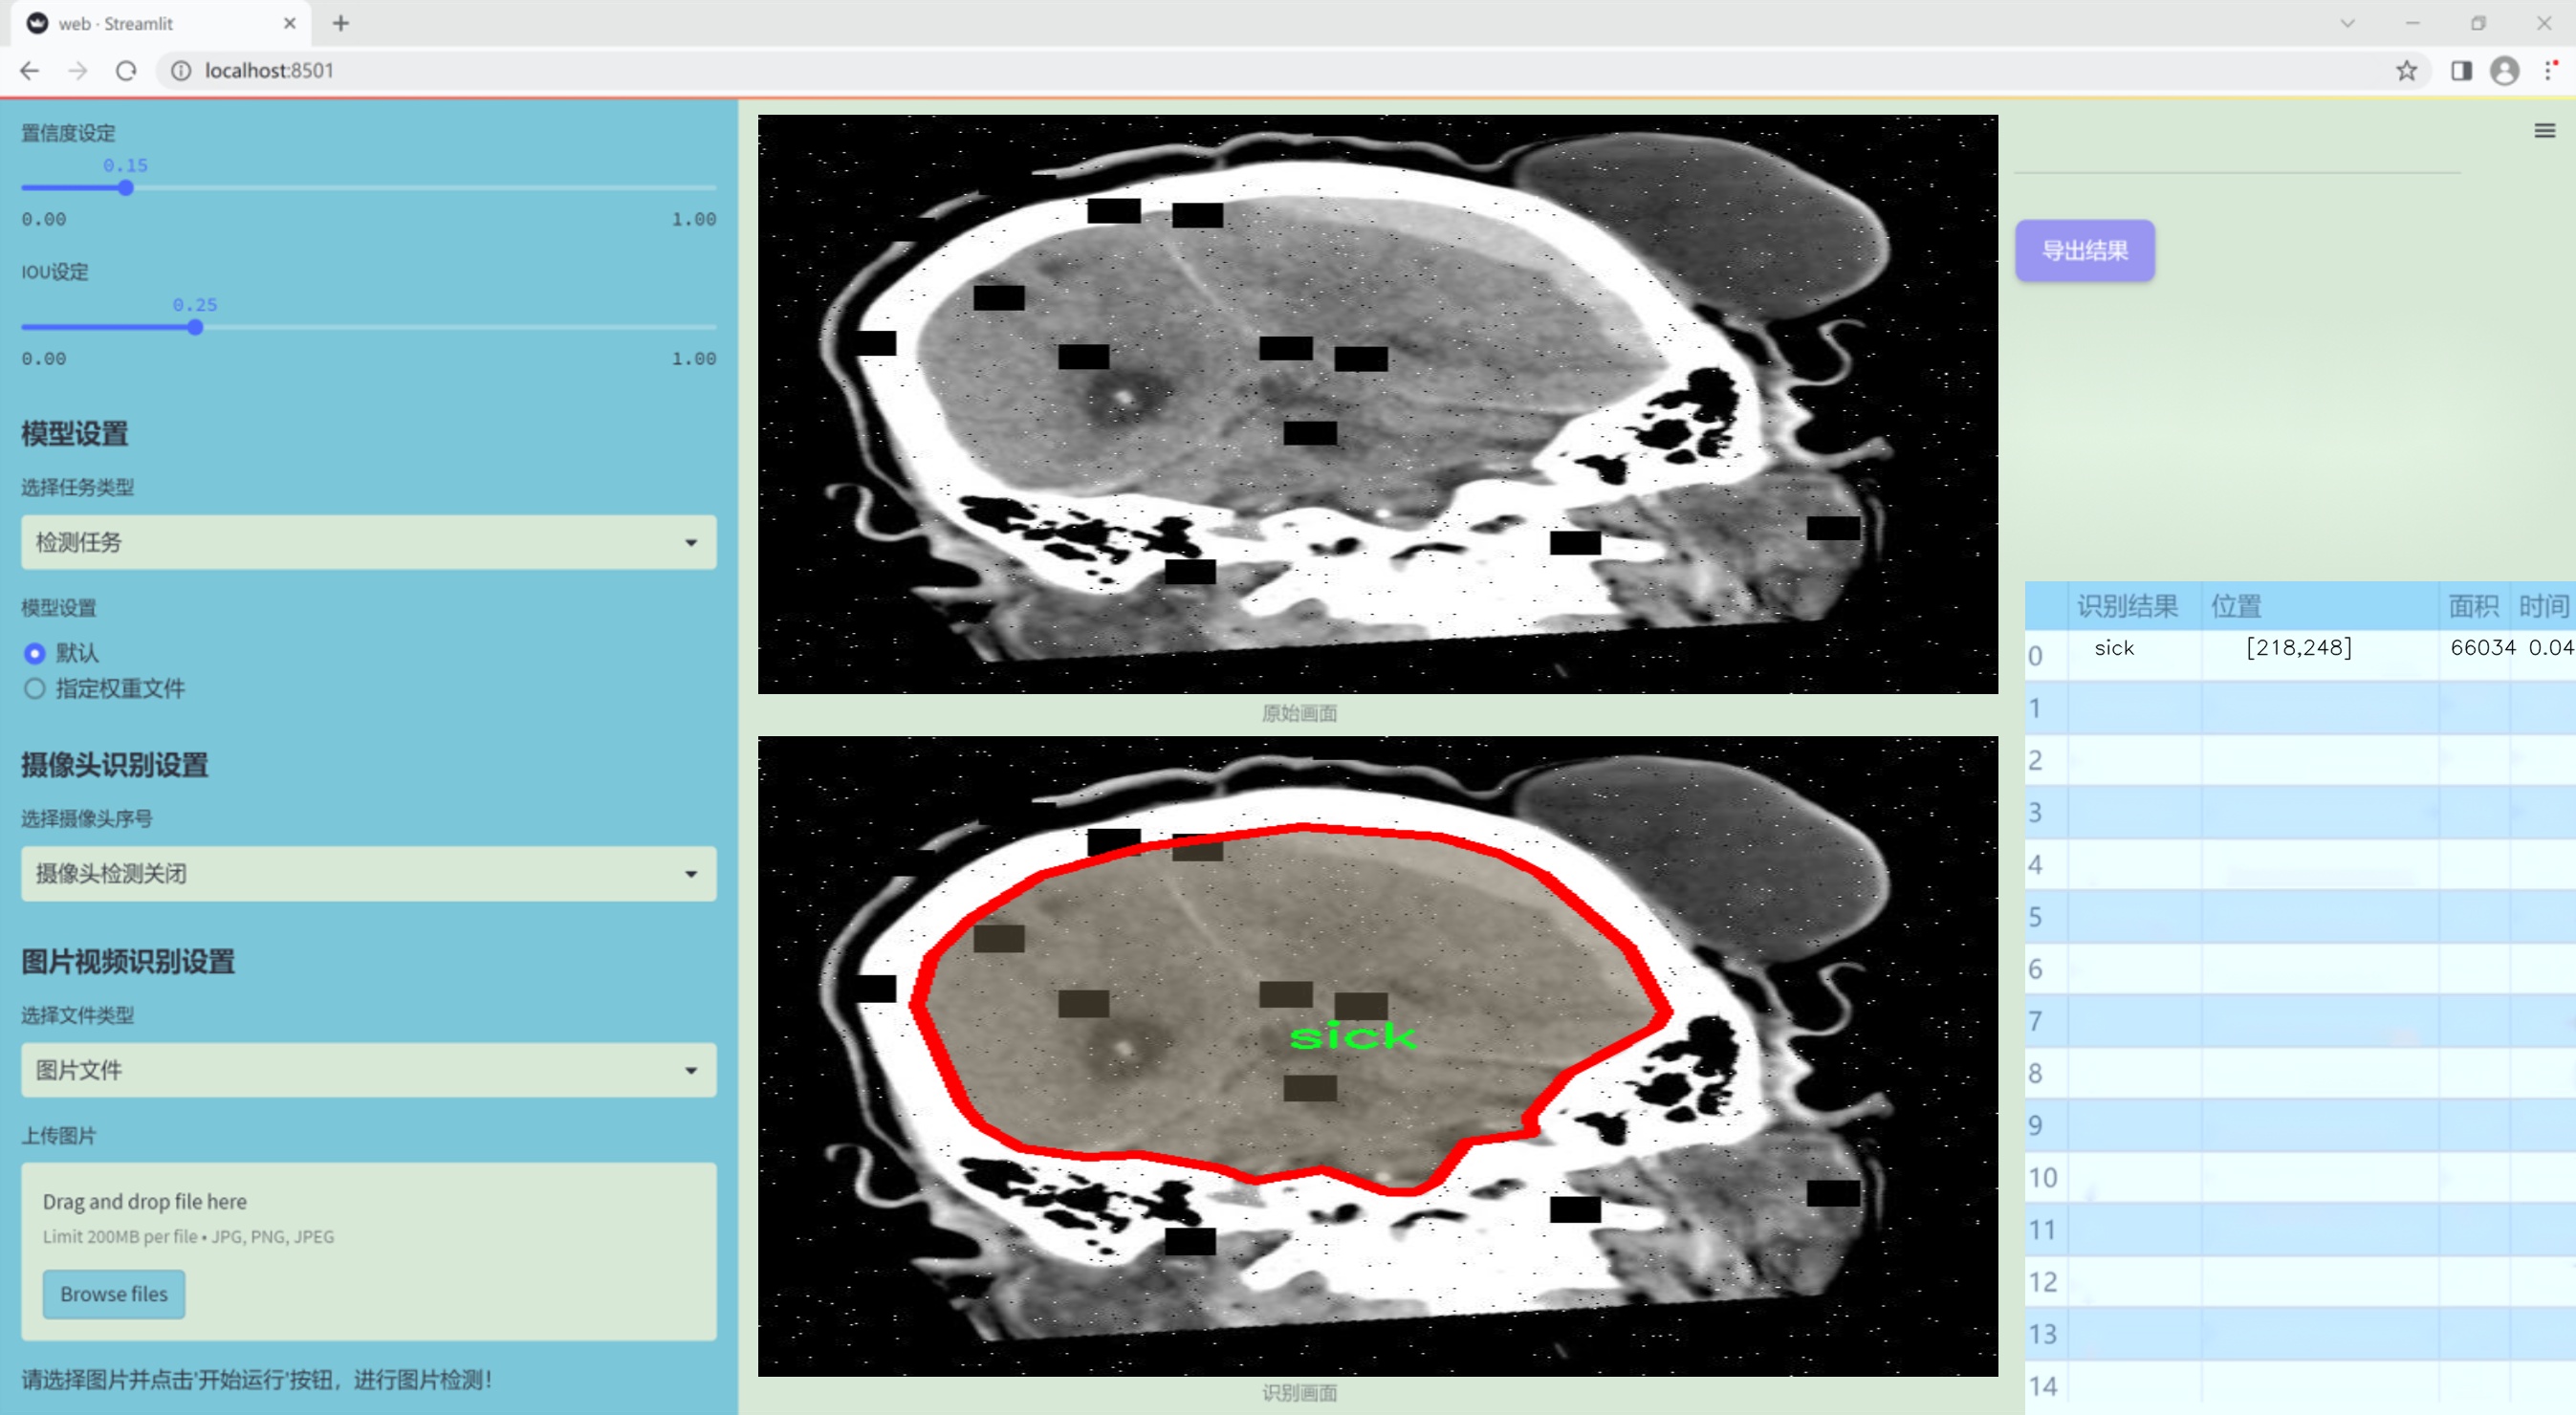 web · Streamlit
localhost:8501
置信度设定
0.15
0.00 1.00
IOU设定
0.25
0.00 1.00
模型设置
选择任务类型
检测任务
模型设置
默认
指定权重文件
摄像头识别设置
选择摄像头序号
摄像头检测关闭
图片视频识别设置
选择文件类型
图片文件
上传图片
Drag and drop file here
Limit 200MB per file • JPG, PNG, JPEG
Browse files
请选择图片并点击'开始运行'按钮，进行图片检测！
原始画面
sick
识别画面
导出结果
识别结果 位置 面积 时间
0 sick [218,248] 66034 0.04
1
2
3
4
5
6
7
8
9
10
11
12
13
14